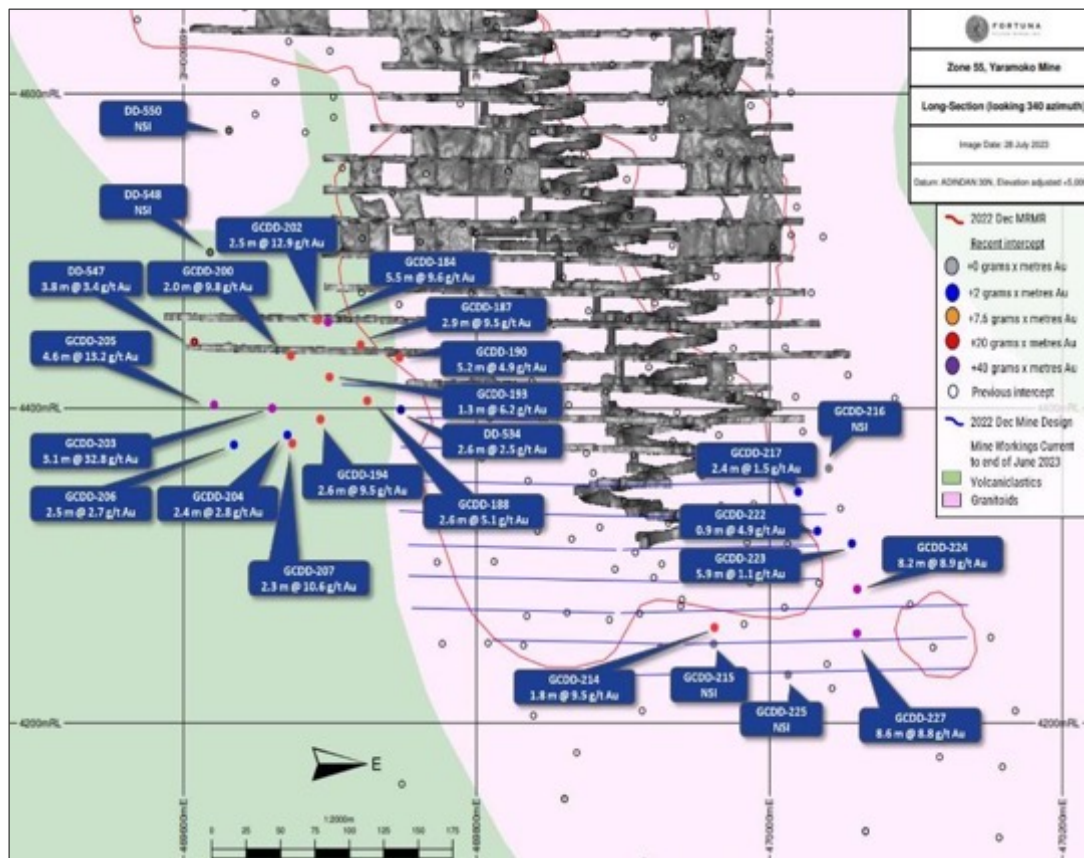 FORTUNA
Zone 55, Yaramoko Mine
Long-Section (looking 340 azimuth)
Image Date: 28 July 2023
Datum: ADINDAN 30N, Elevation adjusted +5,00
2022 Dec MRMR
Recent intercept
+0 grams x metres Au
+2 grams x metres Au
+7.5 grams x metres Au
+20 grams x metres Au
+40 grams x metres Au
Previous intercept
2022 Dec Mine Design
Mine Workings Current
to end of June 2023
Volcaniclastics
Granitoids
469600mE
470000mE
4600mRL
DD-550
NSI
DD-548
NSI
GCDD-202
2.5 m @ 12.9 g/t Au
GCDD-184
5.5 m @ 9.6 g/t Au
DD-547
3.8 m @ 3.4 g/t Au
GCDD-200
2.0 m @ 9.8 g/t Au
GCDD-187
2.9 m @ 9.5 g/t Au
GCDD-205
4.6 m @ 13.2 g/t Au
GCDD-190
5.2 m @ 4.9 g/t Au
GCDD-193
1.3 m @ 6.2 g/t Au
4400mRL
GCDD-203
3.1 m @ 32.8 g/t Au
DD-534
2.6 m @ 2.5 g/t Au
GCDD-216
NSI
GCDD-217
2.4 m @ 1.5 g/t Au
GCDD-206
2.5 m @ 2.7 g/t Au
GCDD-204
2.4 m @ 2.8 g/t Au
GCDD-194
2.6 m @ 9.5 g/t Au
GCDD-188
2.6 m @ 5.1 g/t Au
GCDD-222
0.9 m @ 4.9 g/t Au
GCDD-223
5.9 m @ 1.1 g/t Au
GCDD-224
8.2 m @ 8.9 g/t Au
GCDD-207
2.3 m @ 10.6 g/t Au
GCDD-214
1.8 m @ 9.5 g/t Au
GCDD-215
NSI
GCDD-225
NSI
GCDD-227
8.6 m @ 8.8 g/t Au
4200mRL
4200mRL
E
1:2000m
0 25 50 75 100 125 150 175
469600mE
469800mE
470000mE
470200mE